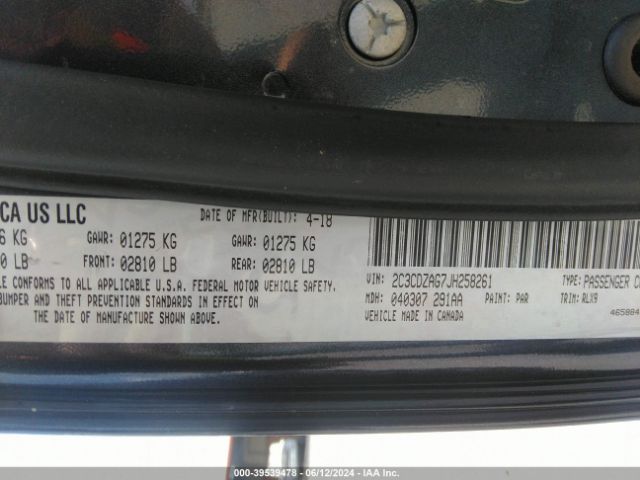 CA US LLC
DATE OF MFR(BUILT): 4-18
6 KG GAWR: 01275 KG GAWR: 01275 KG
0 LB FRONT: 02810 LB REAR: 02810 LB
LE CONFORMS TO ALL APPLICABLE U.S. FEDERAL MOTOR VEHICLE SAFETY,
BUMPER AND THEFT PREVENTION STANDARDS IN EFFECT ON
THE DATE OF MANUFACTURE SHOWN ABOVE.
VIN: 2C3CDZAG7JH258261 TYPE: PASSENGER C
MDH: 040307 291AA PAINT: PAR TRIM: RLX9
VEHICLE MADE IN CANADA 465884
000-39539478 - 06/12/2024 - IAA Inc.